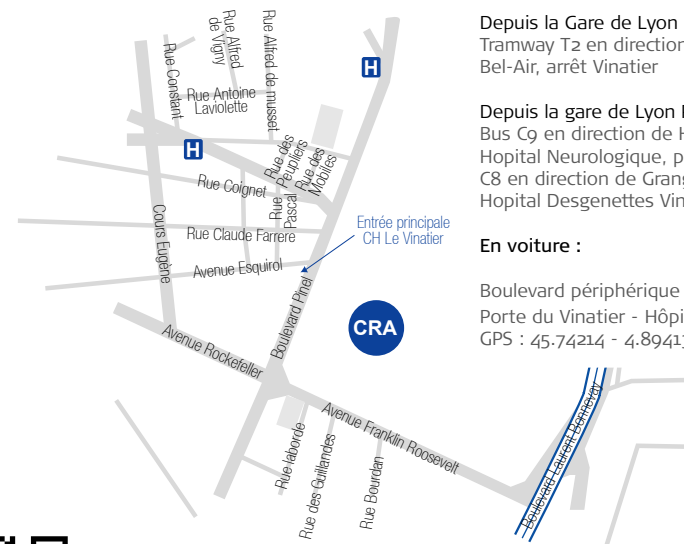 Rue Constant
Rue Alfred
de Vigny
Rue Alfred de musset
Rue Antoine
Laviolette
H
H
Rue des
Peupliers
Rue des
Mobiles
Rue Coignet
Rue
Pascal
Rue Claude Farrere
Cours Eugène
Avenue Esquirol
Entrée principale
CH Le Vinatier
Boulevard Pinel
CRA
Avenue Rockefeller
Avenue Franklin Roosevelt
Rue laborde
Rue des Guillandes
Rue Bourdan
Boulevard Laurent Bonnevay
Depuis la Gare de Lyon
Tramway T2 en direction
Bel-Air, arrêt Vinatier
Depuis la gare de Lyon
Bus C9 en direction de H
Hopital Neurologique, p
C8 en direction de Grang
Hopital Desgenettes Vin
En voiture :
Boulevard périphérique
Porte du Vinatier - Hôpi
GPS : 45.74214 - 4.8941